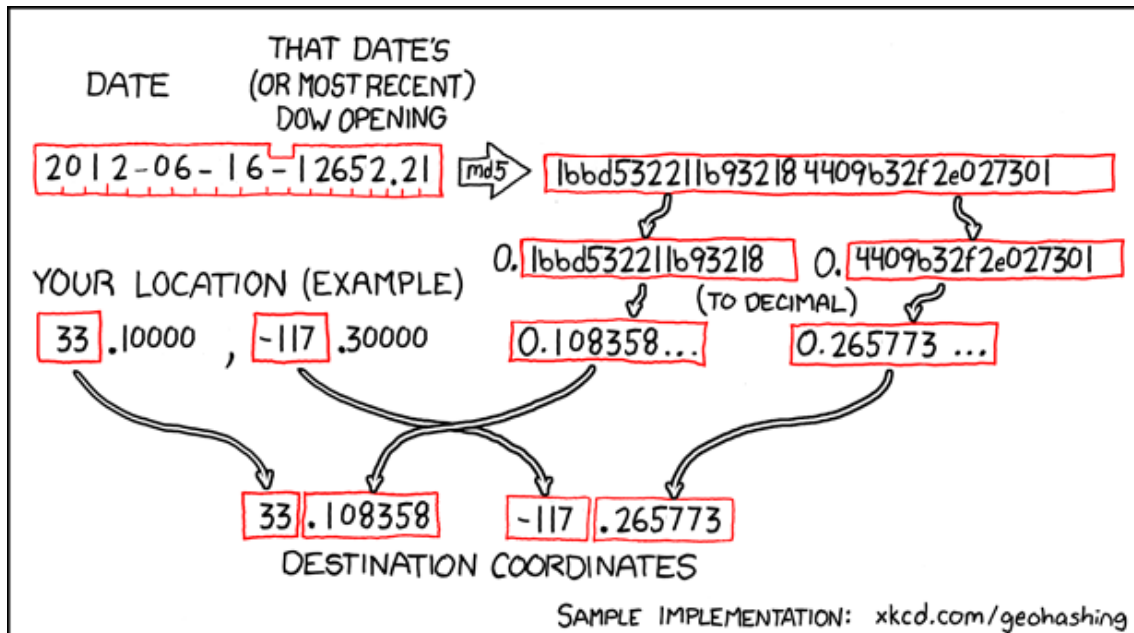 DATE
THAT DATE'S
(OR MOST RECENT)
DOW OPENING
2012-06-16-12652.21
md5
1bbd532211b932184409b32f2e027301
0.1bbd532211b93218
0.4409b32f2e027301
YOUR LOCATION (EXAMPLE)
(TO DECIMAL)
33.10000, -117.30000
0.108358...
0.265773...
33.108358
-117.265773
DESTINATION COORDINATES
SAMPLE IMPLEMENTATION: xkcd.com/geohashing